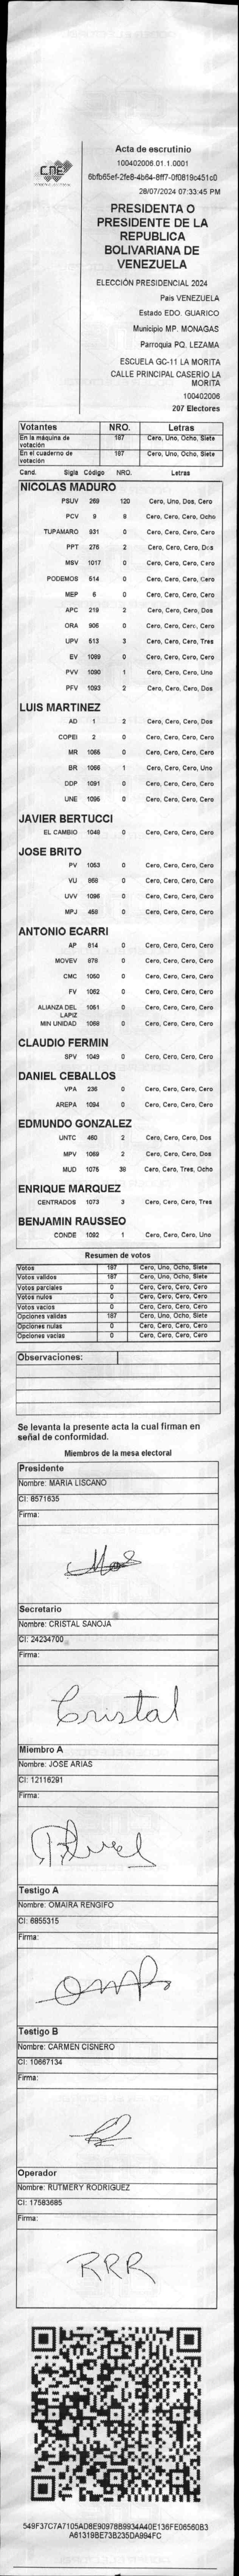 CNE
Acta de escrutinio
100402006.01.1.0001
6bfb65ef-2fe8-4b64-8ff7-0f0819c451c0
28/07/2024 07:33:45 PM
PRESIDENTA O
PRESIDENTE DE LA
REPUBLICA
BOLIVARIANA DE
VENEZUELA
ELECCIÓN PRESIDENCIAL 2024
País VENEZUELA
Estado EDO. GUARICO
Municipio MP. MONAGAS
Parroquia PQ. LEZAMA
ESCUELA GC-11 LA MORITA
CALLE PRINCIPAL CASERIO LA
MORITA
100402006
207 Electores
Votantes NRO. Letras
En la máquina de votación 187 Cero, Uno, Ocho, Siete
En el cuaderno de votación 187 Cero, Uno, Ocho, Siete
Cand. Sigla Código NRO. Letras
NICOLAS MADURO
PSUV 269 120 Cero, Uno, Dos, Cero
PCV 9 8 Cero, Cero, Cero, Ocho
TUPAMARO 931 0 Cero, Cero, Cero, Cero
PPT 276 2 Cero, Cero, Cero, Dos
MSV 1017 0 Cero, Cero, Cero, Cero
PODEMOS 514 0 Cero, Cero, Cero, Cero
MEP 6 0 Cero, Cero, Cero, Cero
APC 219 2 Cero, Cero, Cero, Dos
ORA 906 0 Cero, Cero, Cero, Cero
UPV 513 3 Cero, Cero, Cero, Tres
EV 1089 0 Cero, Cero, Cero, Cero
PVV 1090 1 Cero, Cero, Cero, Uno
PFV 1093 2 Cero, Cero, Cero, Dos
LUIS MARTINEZ
AD 1 2 Cero, Cero, Cero, Dos
COPEI 2 0 Cero, Cero, Cero, Cero
MR 1065 0 Cero, Cero, Cero, Cero
BR 1066 1 Cero, Cero, Cero, Uno
DDP 1091 0 Cero, Cero, Cero, Cero
UNE 1095 0 Cero, Cero, Cero, Cero
JAVIER BERTUCCI
EL CAMBIO 1048 0 Cero, Cero, Cero, Cero
JOSE BRITO
PV 1053 0 Cero, Cero, Cero, Cero
VU 868 0 Cero, Cero, Cero, Cero
UVV 1096 0 Cero, Cero, Cero, Cero
MPJ 458 0 Cero, Cero, Cero, Cero
ANTONIO ECARRI
AP 814 0 Cero, Cero, Cero, Cero
MOVEV 878 0 Cero, Cero, Cero, Cero
CMC 1050 0 Cero, Cero, Cero, Cero
FV 1062 0 Cero, Cero, Cero, Cero
ALIANZA DEL LAPIZ 1051 0 Cero, Cero, Cero, Cero
MIN UNIDAD 1068 0 Cero, Cero, Cero, Cero
CLAUDIO FERMIN
SPV 1049 0 Cero, Cero, Cero, Cero
DANIEL CEBALLOS
VPA 236 0 Cero, Cero, Cero, Cero
AREPA 1094 0 Cero, Cero, Cero, Cero
EDMUNDO GONZALEZ
UNTC 460 2 Cero, Cero, Cero, Dos
MPV 1069 2 Cero, Cero, Cero, Dos
MUD 1075 38 Cero, Cero, Tres, Ocho
ENRIQUE MARQUEZ
CENTRADOS 1073 3 Cero, Cero, Cero, Tres
BENJAMIN RAUSSEO
CONDE 1092 1 Cero, Cero, Cero, Uno
Resumen de votos
Votos 187 Cero, Uno, Ocho, Siete
Votos validos 187 Cero, Uno, Ocho, Siete
Votos parciales 0 Cero, Cero, Cero, Cero
Votos nulos 0 Cero, Cero, Cero, Cero
Votos vacios 0 Cero, Cero, Cero, Cero
Opciones validas 187 Cero, Uno, Ocho, Siete
Opciones nulas 0 Cero, Cero, Cero, Cero
Opciones vacias 0 Cero, Cero, Cero, Cero
Observaciones:
Se levanta la presente acta la cual firman en
señal de conformidad.
Miembros de la mesa electoral
Presidente
Nombre: MARIA LISCANO
CI: 8571635
Firma:
Secretario
Nombre: CRISTAL SANOJA
CI: 24234700
Firma:
Cristal
Miembro A
Nombre: JOSE ARIAS
CI: 12116291
Firma:
Testigo A
Nombre: OMAIRA RENGIFO
CI: 6855315
Firma:
Testigo B
Nombre: CARMEN CISNERO
CI: 10667134
Firma:
Operador
Nombre: RUTMERY RODRIGUEZ
CI: 17583685
Firma:
RRR
549F37C7A7105AD8E90978B9934A40E136FE06560B3
A61319BE73B235DA994FC